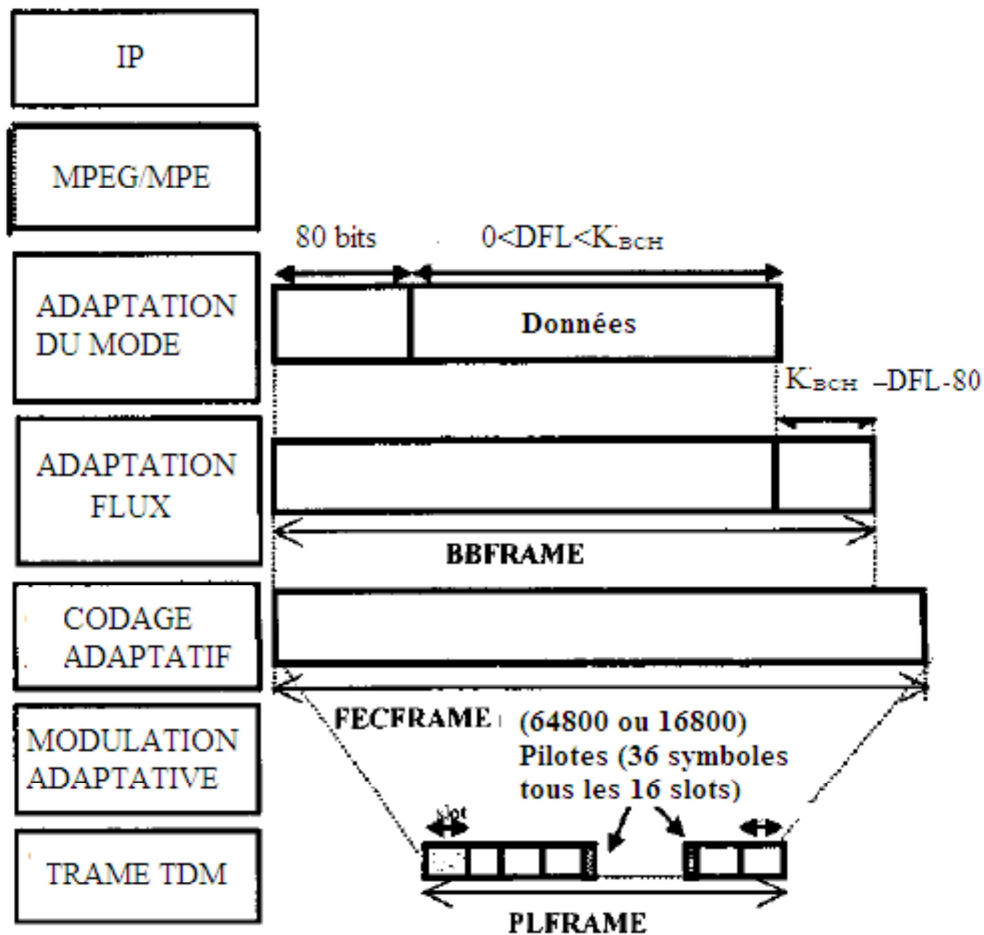 IP
MPEG/MPE
80 bits
0<DFL<K BCH
ADAPTATION
DU MODE
Données
K BCH –DFL-80
ADAPTATION
FLUX
BBFRAME
CODAGE
ADAPTATIF
FECFRAME
(64800 ou 16800)
Pilotes (36 symboles
tous les 16 slots)
MODULATION
ADAPTATIVE
slot
TRAME TDM
PLFRAME